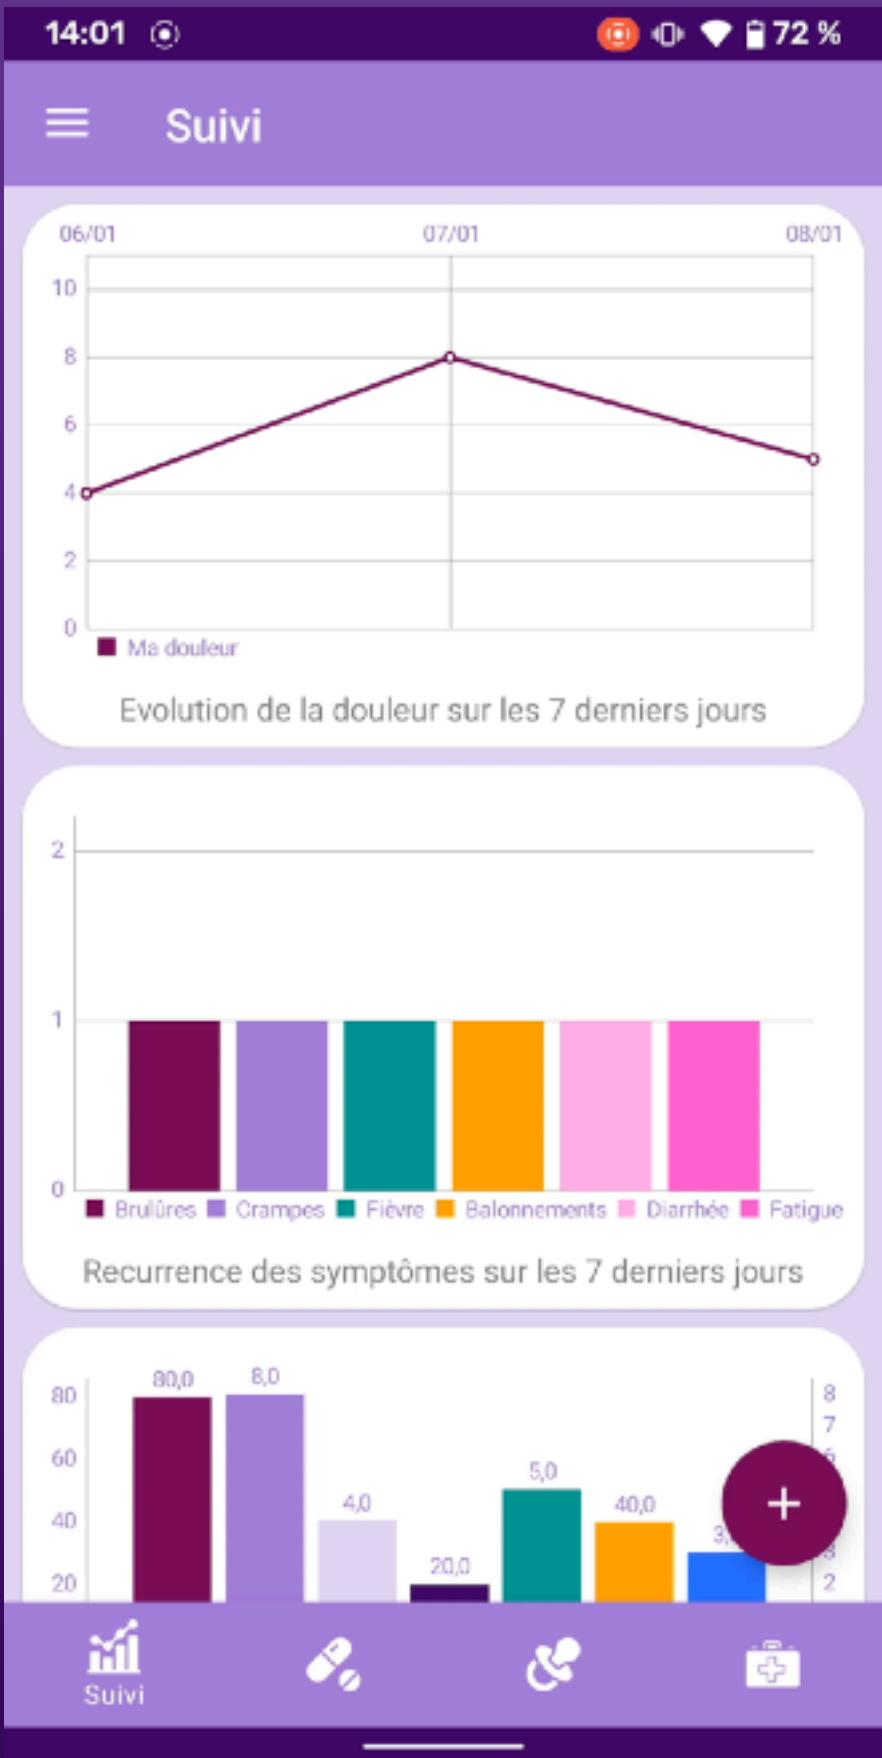 14:01 72 %
Suivi
06/01 07/01 08/01
10
8
6
4
2
0
Ma douleur
Evolution de la douleur sur les 7 derniers jours
2
1
0
Brulûres Crampes Fièvre Balonnements Diarrhée Fatigue
Recurrence des symptômes sur les 7 derniers jours
80,0 8,0
80 8
7
60
5,0
4,0 40,0
40
20,0
20 2
Suivi